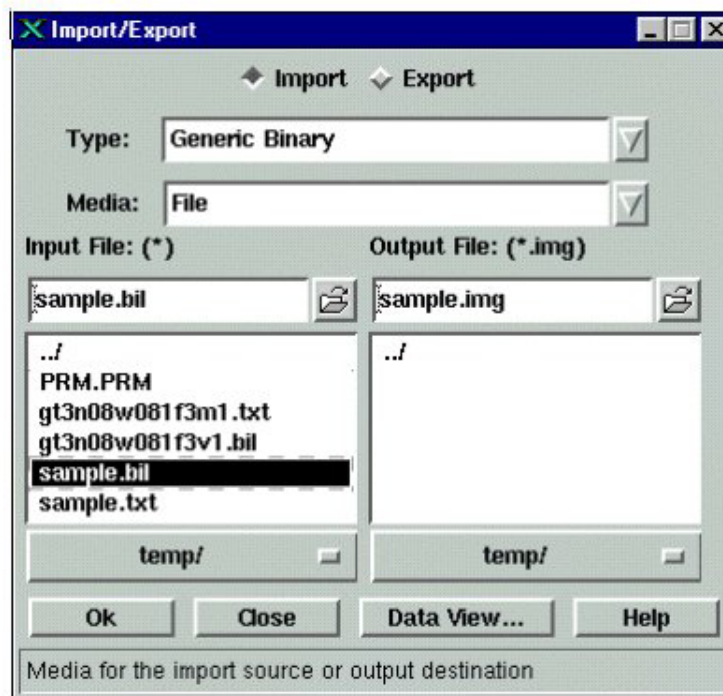 Import/Export
Import Export
Type: Generic Binary
Media: File
Input File: (*) Output File: (*.img)
sample.bil sample.img
../ ../
PRM.PRM
gt3n08w081f3m1.txt
gt3n08w081f3v1.bil
sample.bil
sample.txt
temp/ temp/
Ok Close Data View... Help
Media for the import source or output destination